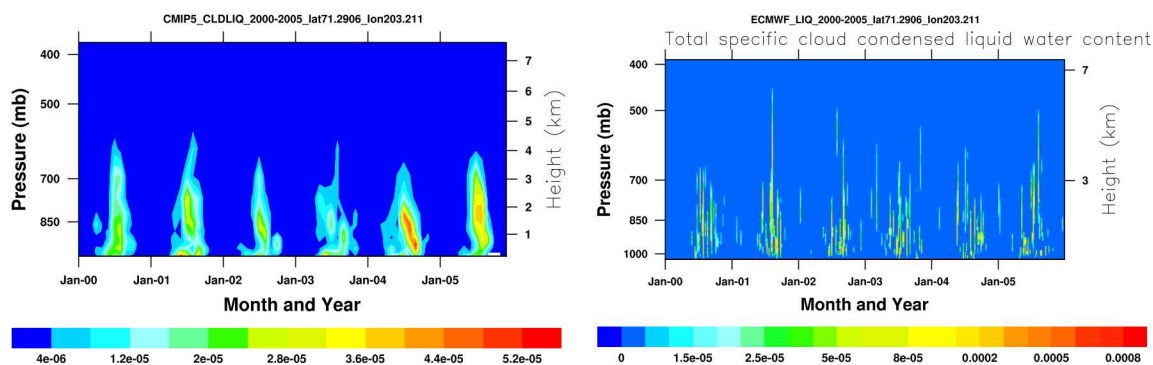 CMIP5_CLDLIQ_2000-2005_lat71.2906_lon203.211
400
500
700
850
Pressure (mb)
7
6
5
4
3
2
1
Height (km)
Jan-00 Jan-01 Jan-02 Jan-03 Jan-04 Jan-05
Month and Year
4e-06 1.2e-05 2e-05 2.8e-05 3.6e-05 4.4e-05 5.2e-05
ECMWF_LIQ_2000-2005_lat71.2906_lon203.211
Total specific cloud condensed liquid water content
400
500
700
850
1000
Pressure (mb)
7
3
Height (km)
Jan-00 Jan-01 Jan-02 Jan-03 Jan-04 Jan-05
Month and Year
0 1.5e-05 2.5e-05 5e-05 8e-05 0.0002 0.0005 0.0008